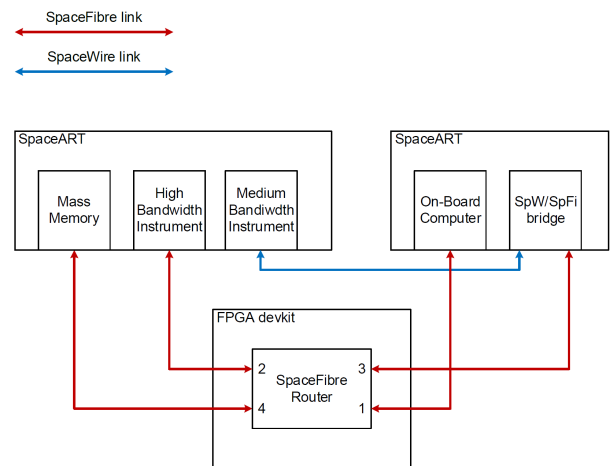 SpaceFibre link
SpaceWire link
SpaceART
SpaceART
Mass
Memory
High
Bandwidth
Instrument
Medium
Bandiwdth
Instrument
On-Board
Computer
SpW/SpFi
bridge
FPGA devkit
2
3
SpaceFibre
Router
4
1